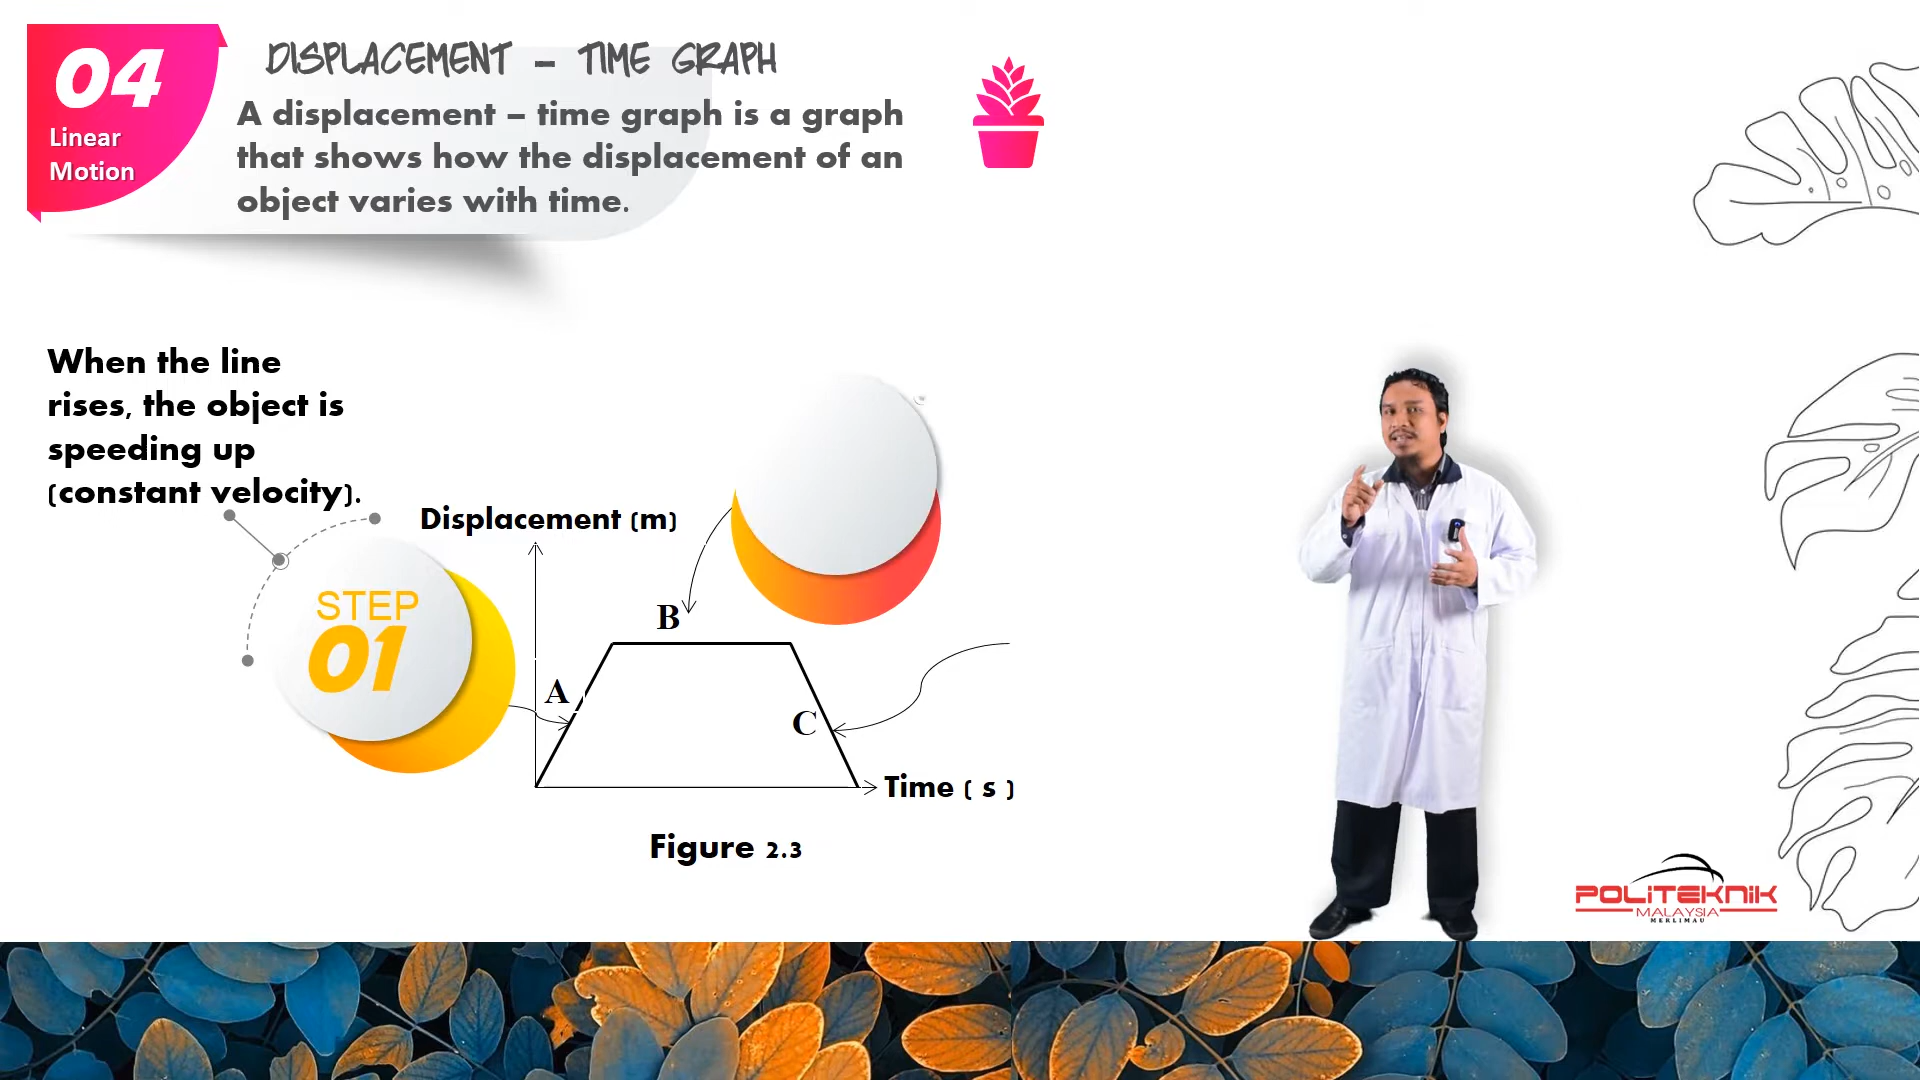 04
Linear
Motion
DISPLACEMENT – TIME GRAPH
A displacement – time graph is a graph
that shows how the displacement of an
object varies with time.
When the line
rises, the object is
speeding up
(constant velocity).
STEP
01
Displacement (m)
B
A
C
Time ( s )
Figure 2.3
POLITEKNIK
MALAYSIA
MERLIMAU